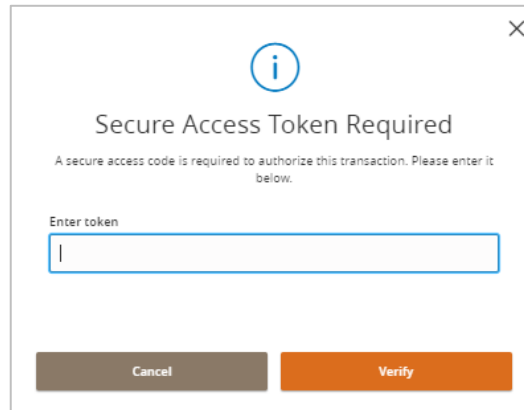 Secure Access Token Required
A secure access code is required to authorize this transaction. Please enter it
below.
Enter token
Cancel
Verify